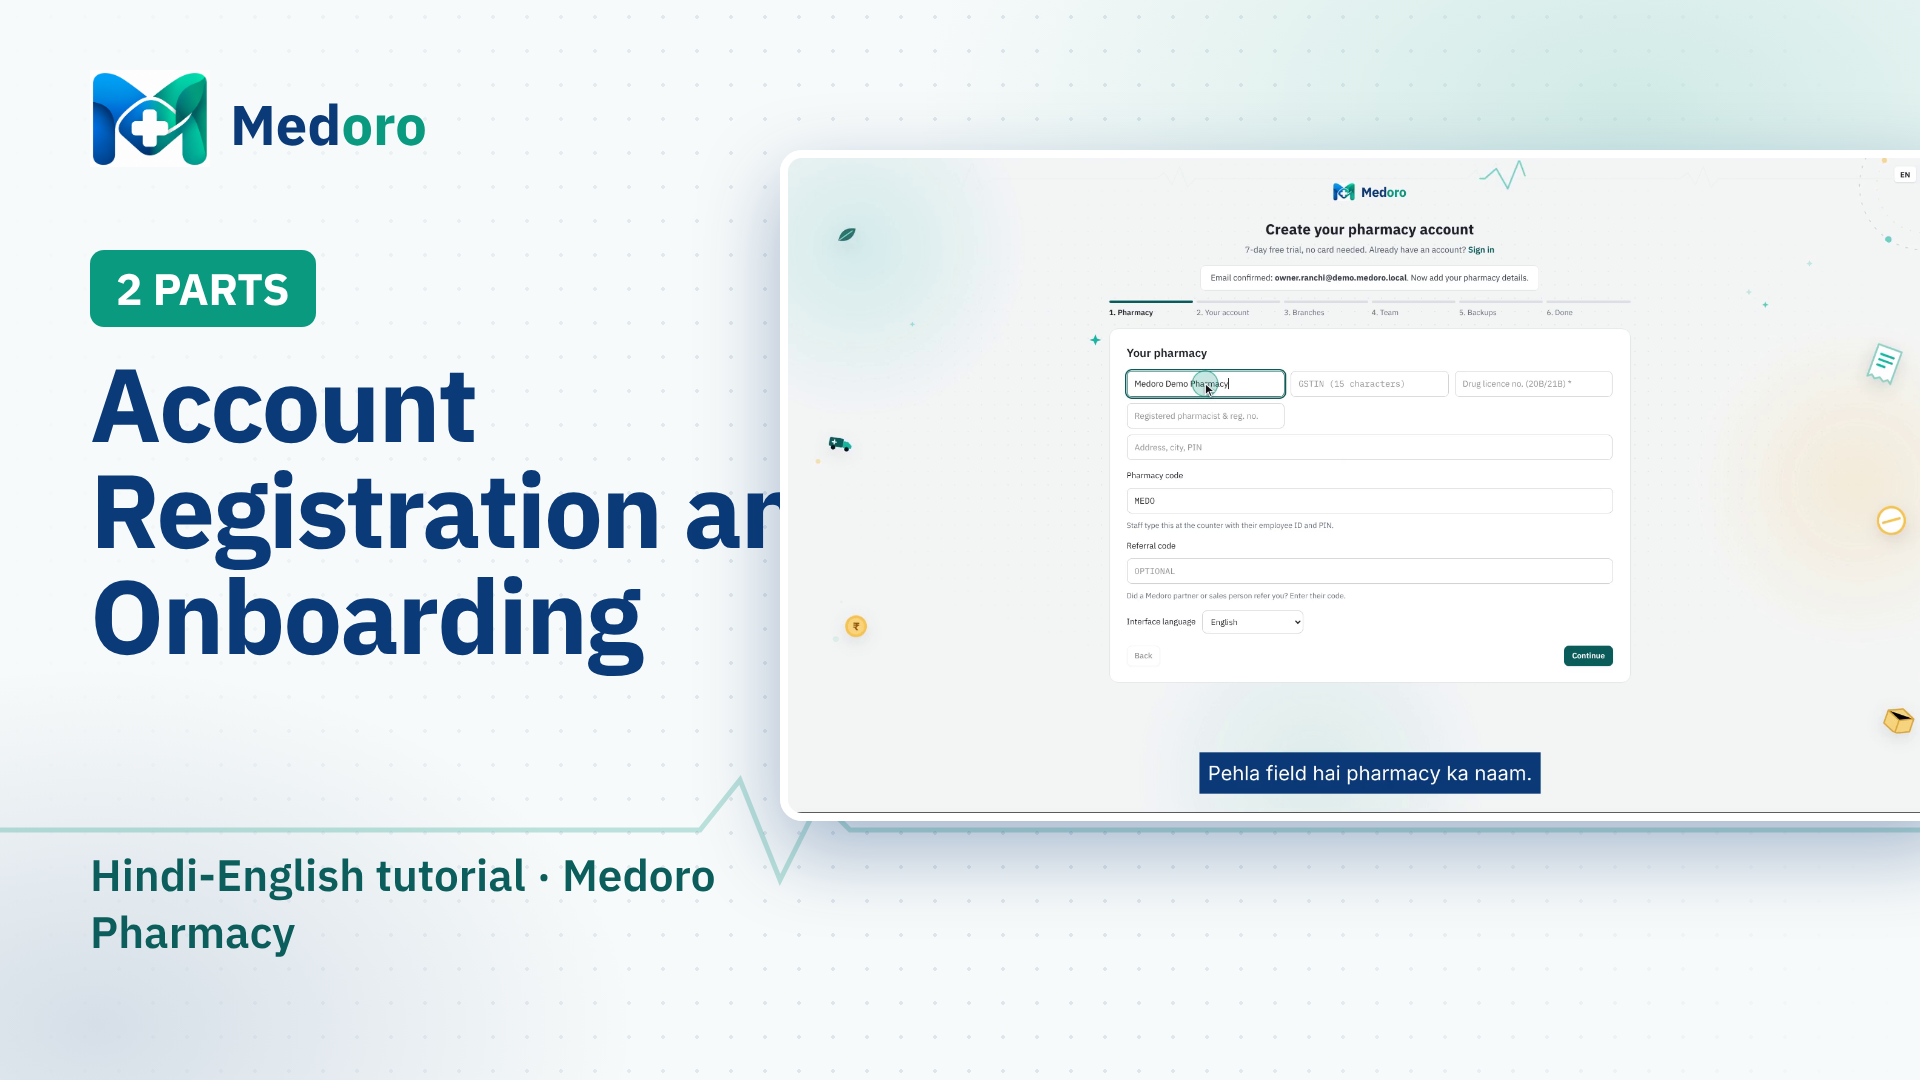 Medoro
2 PARTS
Account
Registration an
Onboarding
Hindi-English tutorial · Medoro
Pharmacy
EN
Medoro
Create your pharmacy account
7-day free trial, no card needed. Already have an account? Sign in
Email confirmed: owner.ranchi@demo.medoro.local. Now add your pharmacy details.
1. Pharmacy 2. Your account 3. Branches 4. Team 5. Backups 6. Done
Your pharmacy
Medoro Demo Pharmacy GSTIN (15 characters) Drug licence no. (20B/21B) *
Registered pharmacist & reg. no.
Address, city, PIN
Pharmacy code
MEDO
Staff type this at the counter with their employee ID and PIN.
Referral code
OPTIONAL
Did a Medoro partner or sales person refer you? Enter their code.
Interface language English
Back Continue
Pehla field hai pharmacy ka naam.